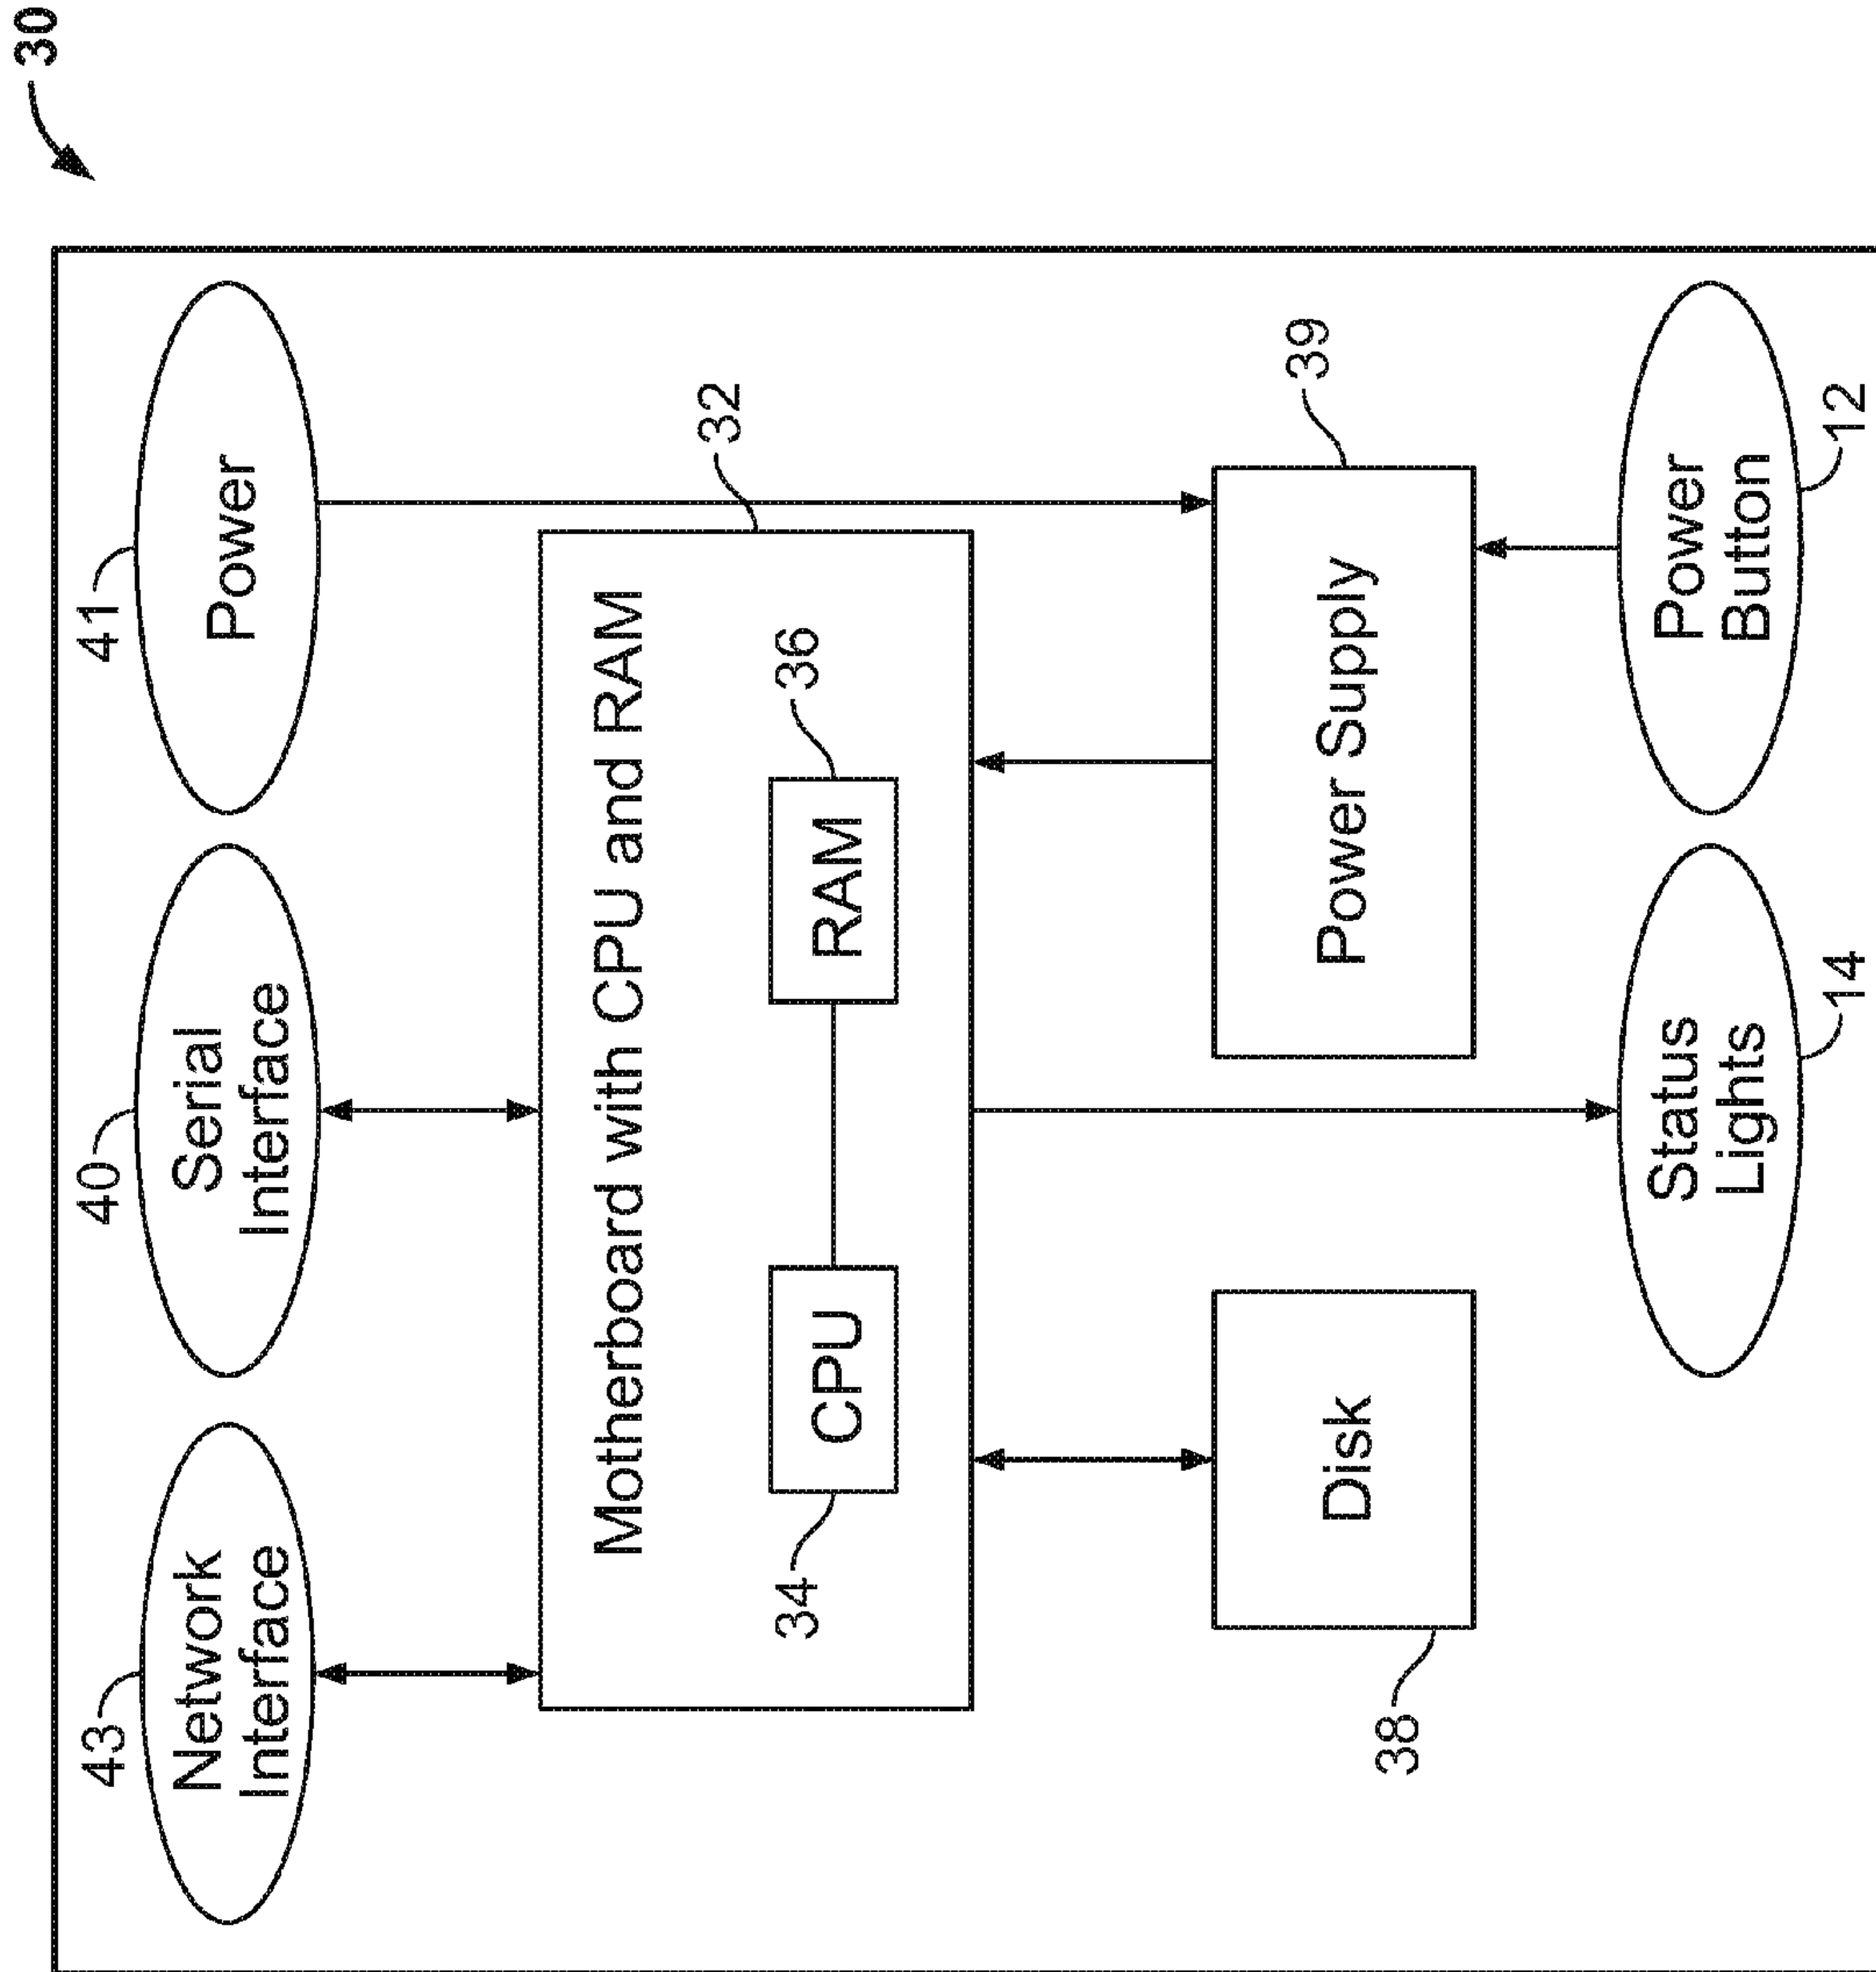 30
43
40
41
Network
Interface
Serial
Interface
Power
32
Motherboard with CPU and RAM
34
CPU
RAM
36
38
Disk
Power Supply
39
Status
Lights
Power
Button
14
12